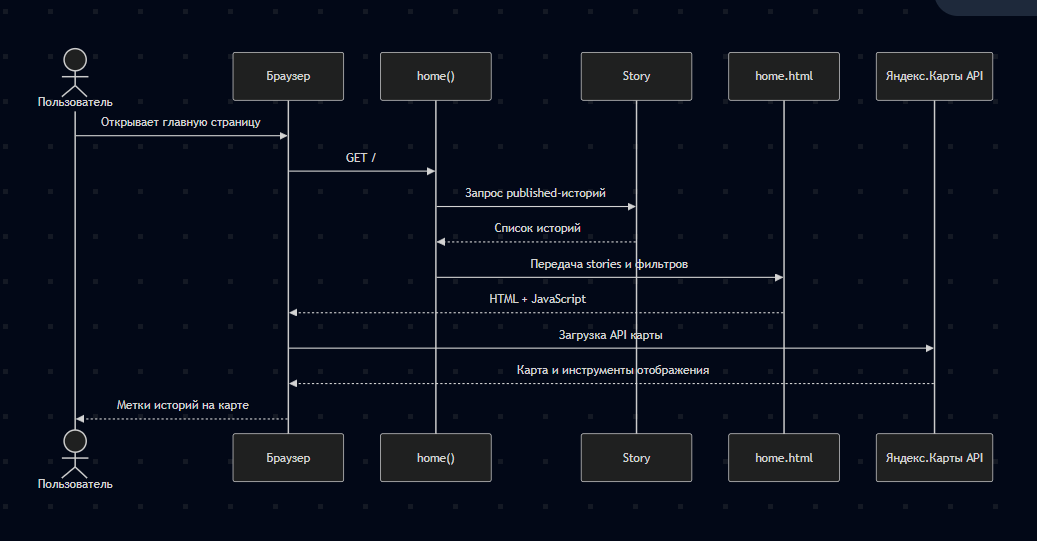 Пользователь
Браузер
home()
Story
home.html
Яндекс.Карты API
Открывает главную страницу
GET /
Запрос published-историй
Список историй
Передача stories и фильтров
HTML + JavaScript
Загрузка API карты
Карта и инструменты отображения
Метки историй на карте
Пользователь
Браузер
home()
Story
home.html
Яндекс.Карты API